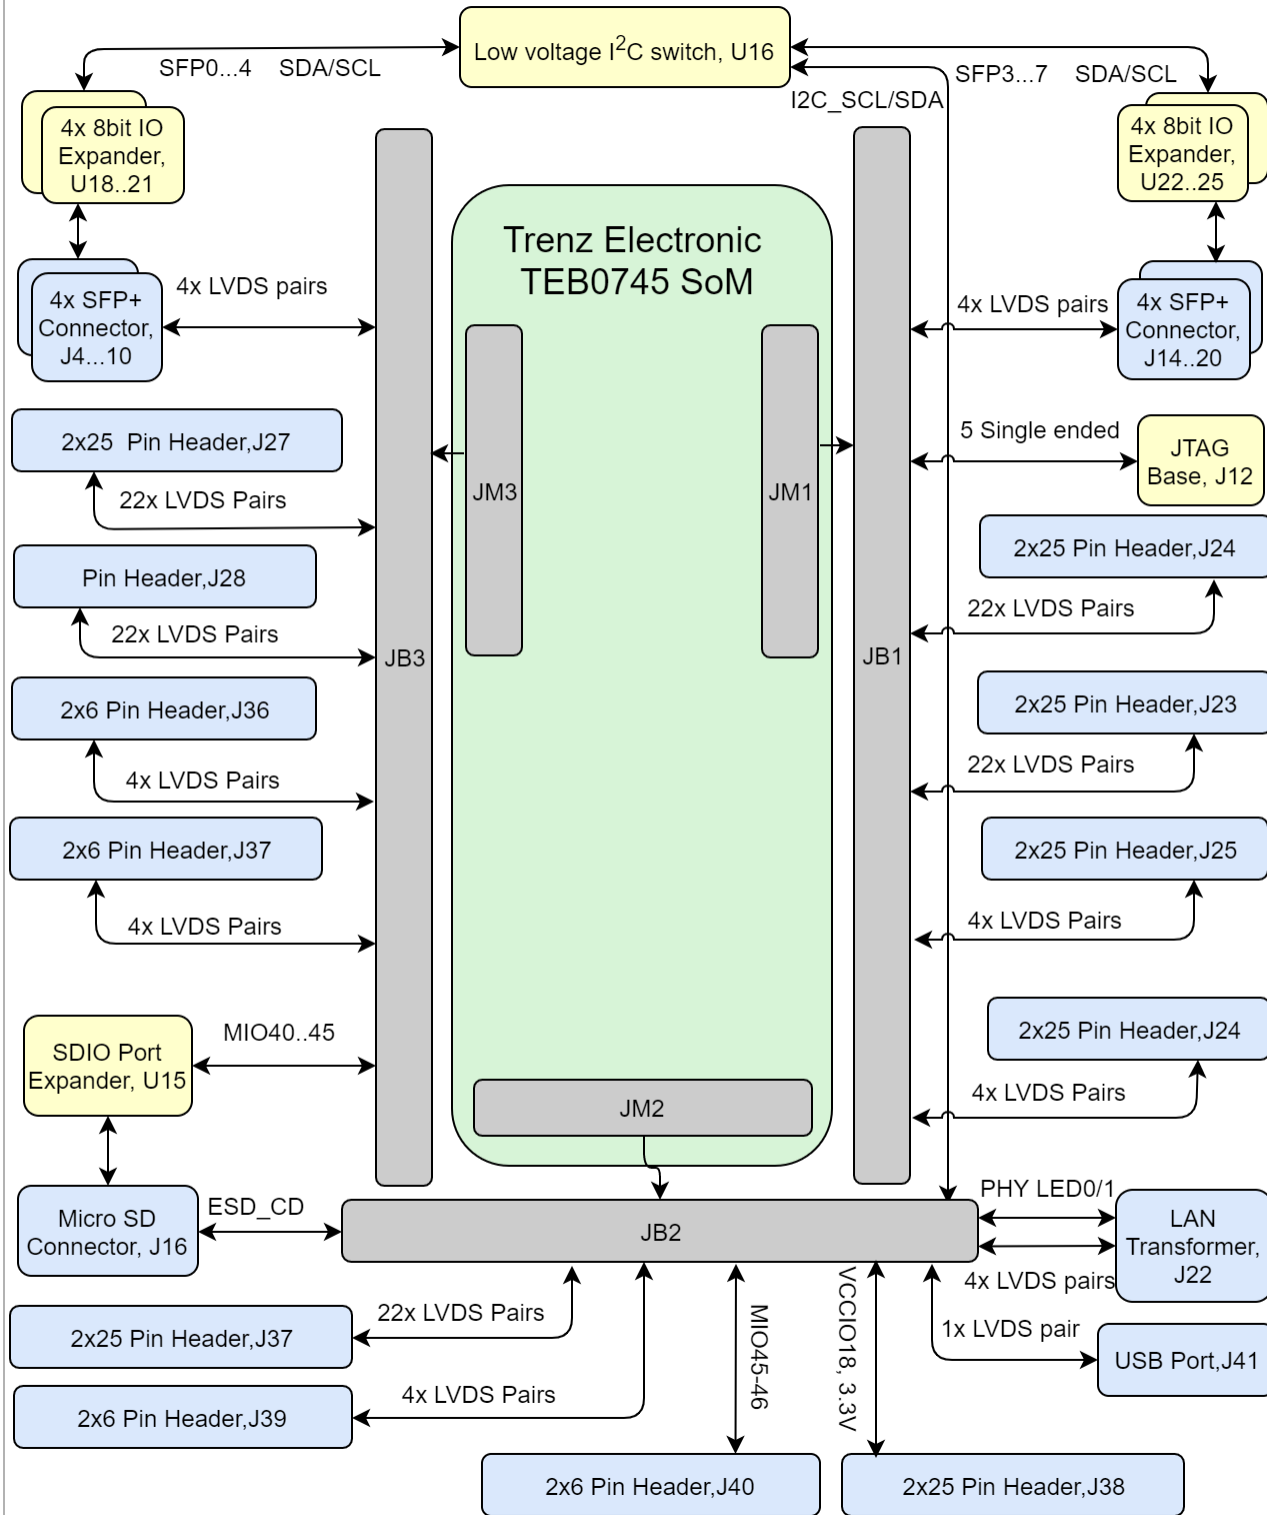 Low voltage I2C switch, U16
SFP0...4 SDA/SCL
SFP3...7 SDA/SCL
I2C_SCL/SDA
4x 8bit IO
Expander,
U18..21
4x 8bit IO
Expander,
U22..25
Trenz Electronic
TEB0745 SoM
4x SFP+
Connector,
J4...10
4x LVDS pairs
4x LVDS pairs
4x SFP+
Connector,
J14..20
2x25 Pin Header,J27
22x LVDS Pairs
5 Single ended
JTAG
Base, J12
JM3
JM1
2x25 Pin Header,J24
22x LVDS Pairs
Pin Header,J28
22x LVDS Pairs
JB3
JB1
2x6 Pin Header,J36
4x LVDS Pairs
2x25 Pin Header,J23
22x LVDS Pairs
2x6 Pin Header,J37
4x LVDS Pairs
2x25 Pin Header,J25
4x LVDS Pairs
SDIO Port
Expander, U15
MIO40..45
2x25 Pin Header,J24
4x LVDS Pairs
JM2
Micro SD
Connector, J16
ESD_CD
JB2
PHY LED0/1
LAN
Transformer,
J22
4x LVDS pairs
2x25 Pin Header,J37
22x LVDS Pairs
MIO45-46
VCCIO18, 3.3V
1x LVDS pair
USB Port,J41
2x6 Pin Header,J39
4x LVDS Pairs
2x6 Pin Header,J40
2x25 Pin Header,J38